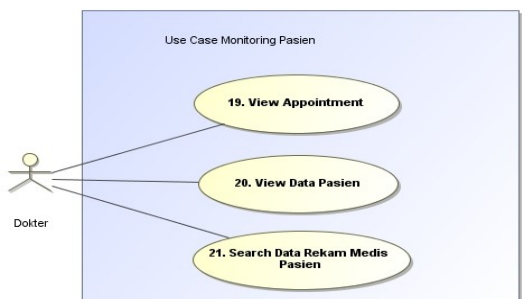 Use Case Monitoring Pasien
19. View Appointment
20. View Data Pasien
Dokter
21. Search Data Rekam Medis
Pasien